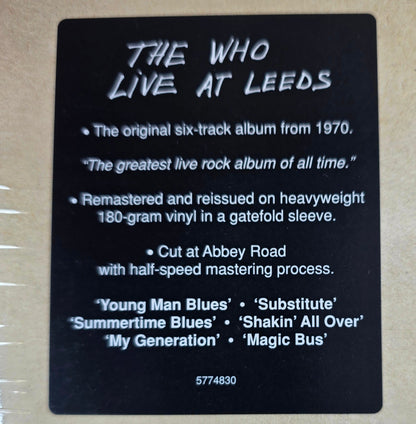 THE WHO
LiVE AT LEEDS
• The original six-track album from 1970.
“The greatest live rock album of all time.”
• Remastered and reissued on heavyweight
180-gram vinyl in a gatefold sleeve.
• Cut at Abbey Road
with half-speed mastering process.
‘Young Man Blues’ • ‘Substitute’
‘Summertime Blues’ • ‘Shakin’ All Over’
‘My Generation’ • ‘Magic Bus’
5774830